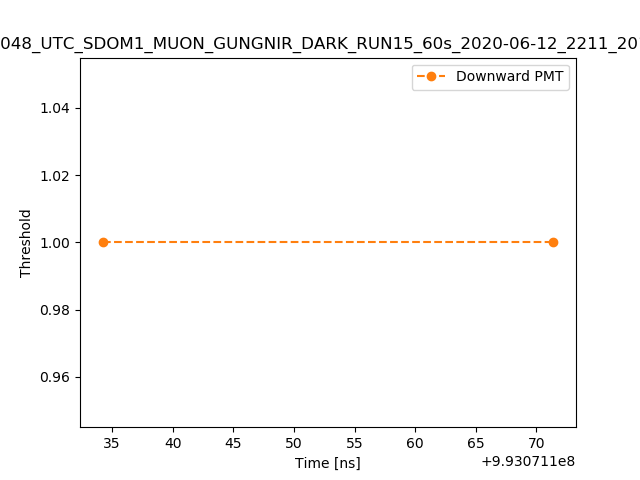 048_UTC_SDOM1_MUON_GUNGNIR_DARK_RUN15_60s_2020-06-12_2211_20
Downward PMT
1.04
1.02
1.00
0.98
0.96
Threshold
35 40 45 50 55 60 65 70
Time [ns]
+9.930711e8